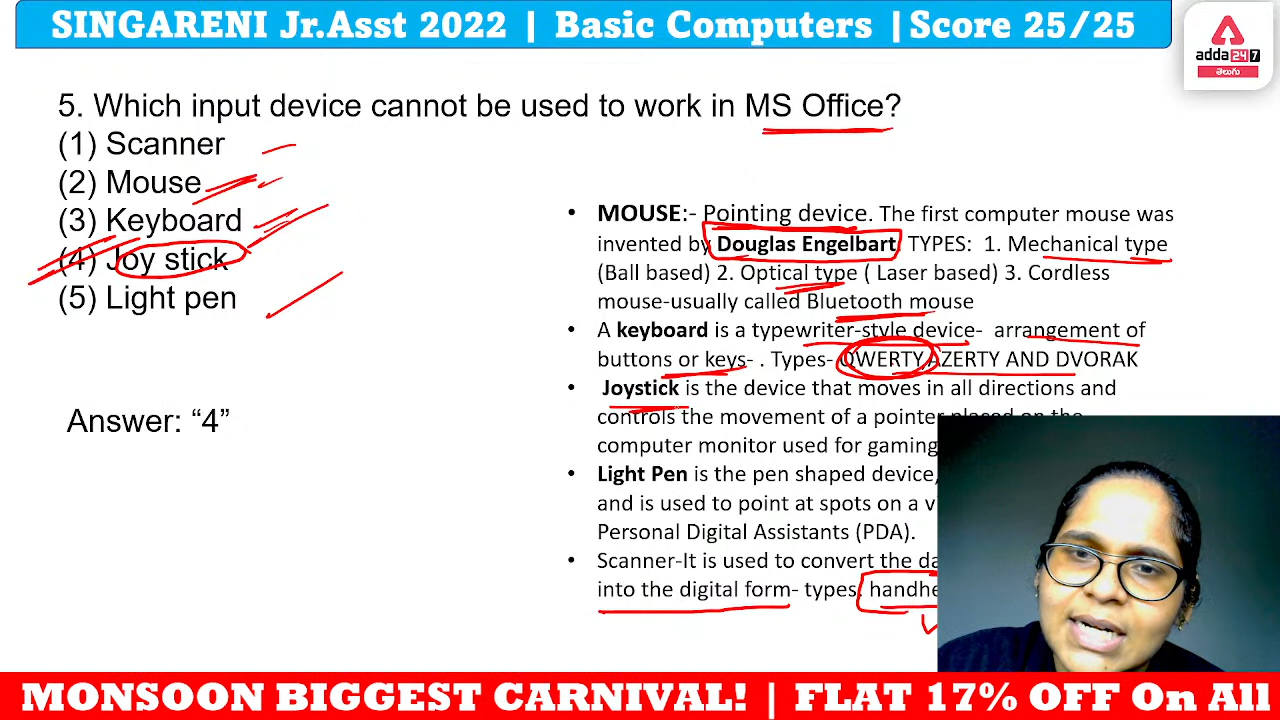 SINGARENI Jr.Asst 2022 | Basic Computers |Score 25/25
adda 24 7
తెలుగు
5. Which input device cannot be used to work in MS Office?
(1) Scanner
(2) Mouse
(3) Keyboard
(4) Joy stick
(5) Light pen
Answer: “4”
• MOUSE:- Pointing device. The first computer mouse was
invented by Douglas Engelbart. TYPES: 1. Mechanical type
(Ball based) 2. Optical type ( Laser based) 3. Cordless
mouse-usually called Bluetooth mouse
• A keyboard is a typewriter-style device- arrangement of
buttons or keys- . Types- QWERTY, AZERTY AND DVORAK
• Joystick is the device that moves in all directions and
controls the movement of a pointer placed on the
computer monitor used for gaming
• Light Pen is the pen shaped device,
and is used to point at spots on a
Personal Digital Assistants (PDA).
• Scanner-It is used to convert the
into the digital form- types
MONSOON BIGGEST CARNIVAL! | FLAT 17% OFF On All